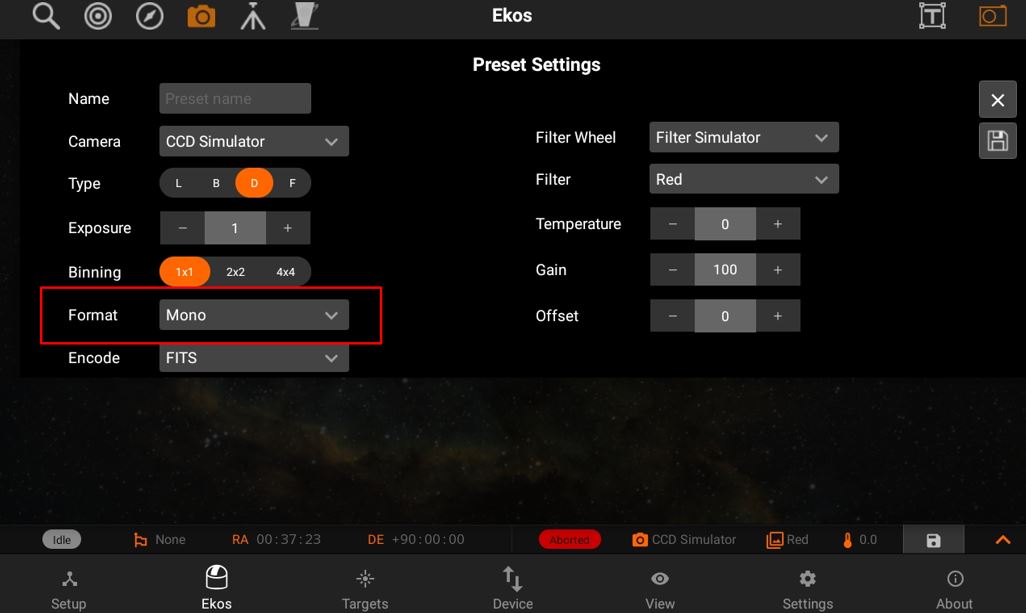 Ekos
Preset Settings
Name Preset name
Camera CCD Simulator
Type L B D F
Exposure − 1 +
Binning 1x1 2x2 4x4
Format Mono
Encode FITS
Filter Wheel Filter Simulator
Filter Red
Temperature − 0 +
Gain − 100 +
Offset − 0 +
Idle None RA 00:37:23 DE +90:00:00 Aborted CCD Simulator Red 0.0
Setup Ekos Targets Device View Settings About